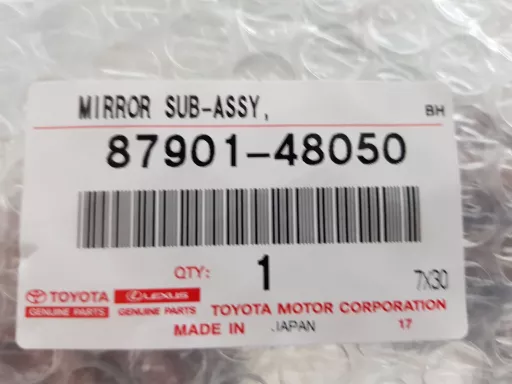 MIRROR SUB-ASSY,
BH
87901-48050
QTY: 1
7X30
TOYOTA LEXUS
GENUINE PARTS GENUINE PARTS TOYOTA MOTOR CORPORATION
MADE IN JAPAN 17